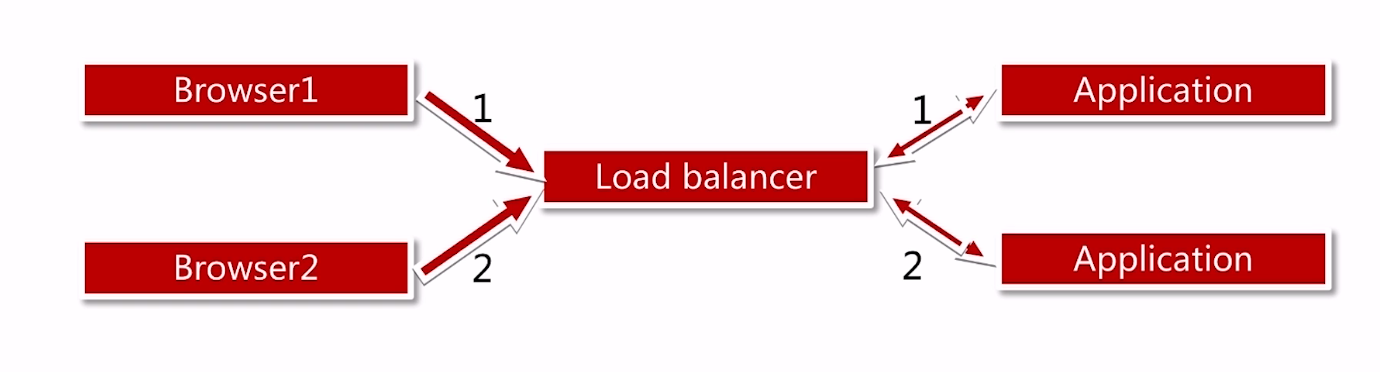 Browser1
Application
1
1
Load balancer
Browser2
Application
2
2